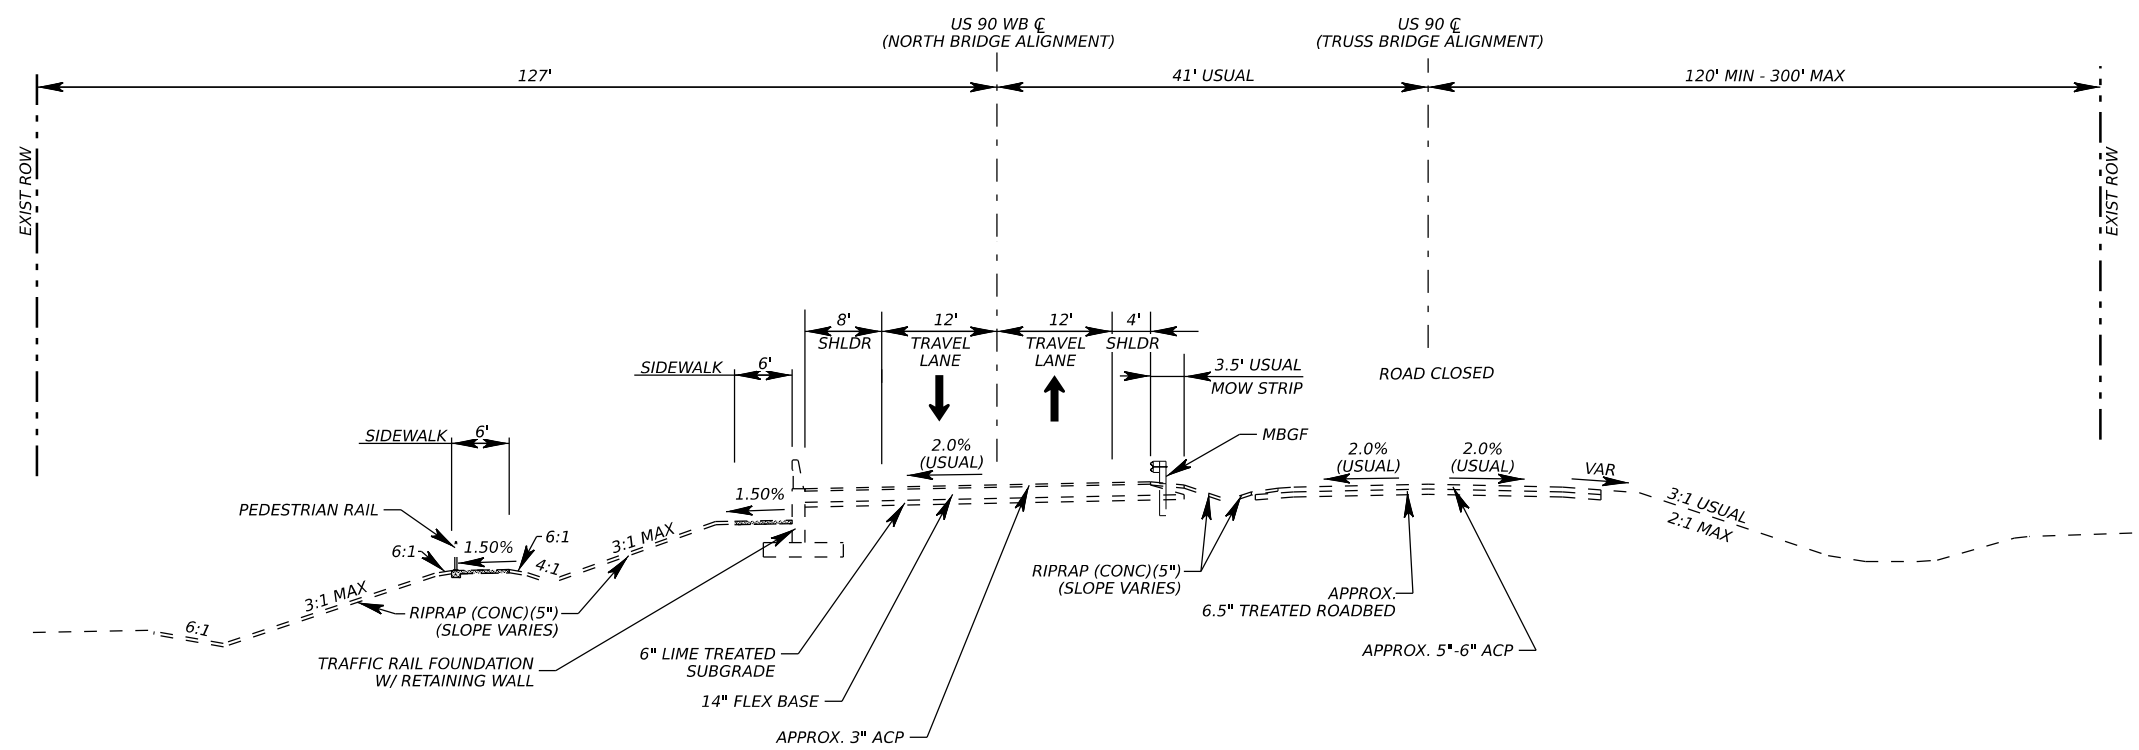 US 90 WB ℄
(NORTH BRIDGE ALIGNMENT)
US 90 ℄
(TRUSS BRIDGE ALIGNMENT)
127'
41' USUAL
120' MIN - 300' MAX
EXIST ROW
EXIST ROW
8'
SHLDR
12'
TRAVEL
LANE
12'
TRAVEL
LANE
4'
SHLDR
SIDEWALK
6'
3.5' USUAL
MOW STRIP
ROAD CLOSED
SIDEWALK
6'
MBGF
2.0%
(USUAL)
2.0%
(USUAL)
2.0%
(USUAL)
VAR
1.50%
3:1 USUAL
2:1 MAX
PEDESTRIAN RAIL
6:1
1.50%
6:1
4:1
3:1 MAX
3:1 MAX
6:1
RIPRAP (CONC)(5")
(SLOPE VARIES)
RIPRAP (CONC)(5")
(SLOPE VARIES)
APPROX.
6.5" TREATED ROADBED
TRAFFIC RAIL FOUNDATION
W/ RETAINING WALL
6" LIME TREATED
SUBGRADE
APPROX. 5"-6" ACP
14" FLEX BASE
APPROX. 3" ACP